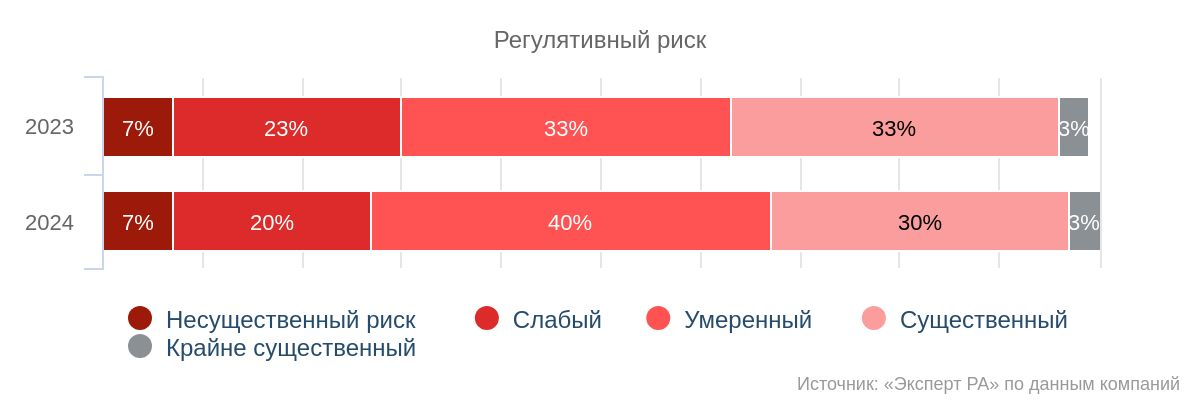 Регулятивный риск
2023 7% 23% 33% 33% 3%
2024 7% 20% 40% 30% 3%
Несущественный риск Слабый Умеренный Существенный
Крайне существенный
Источник: «Эксперт РА» по данным компаний